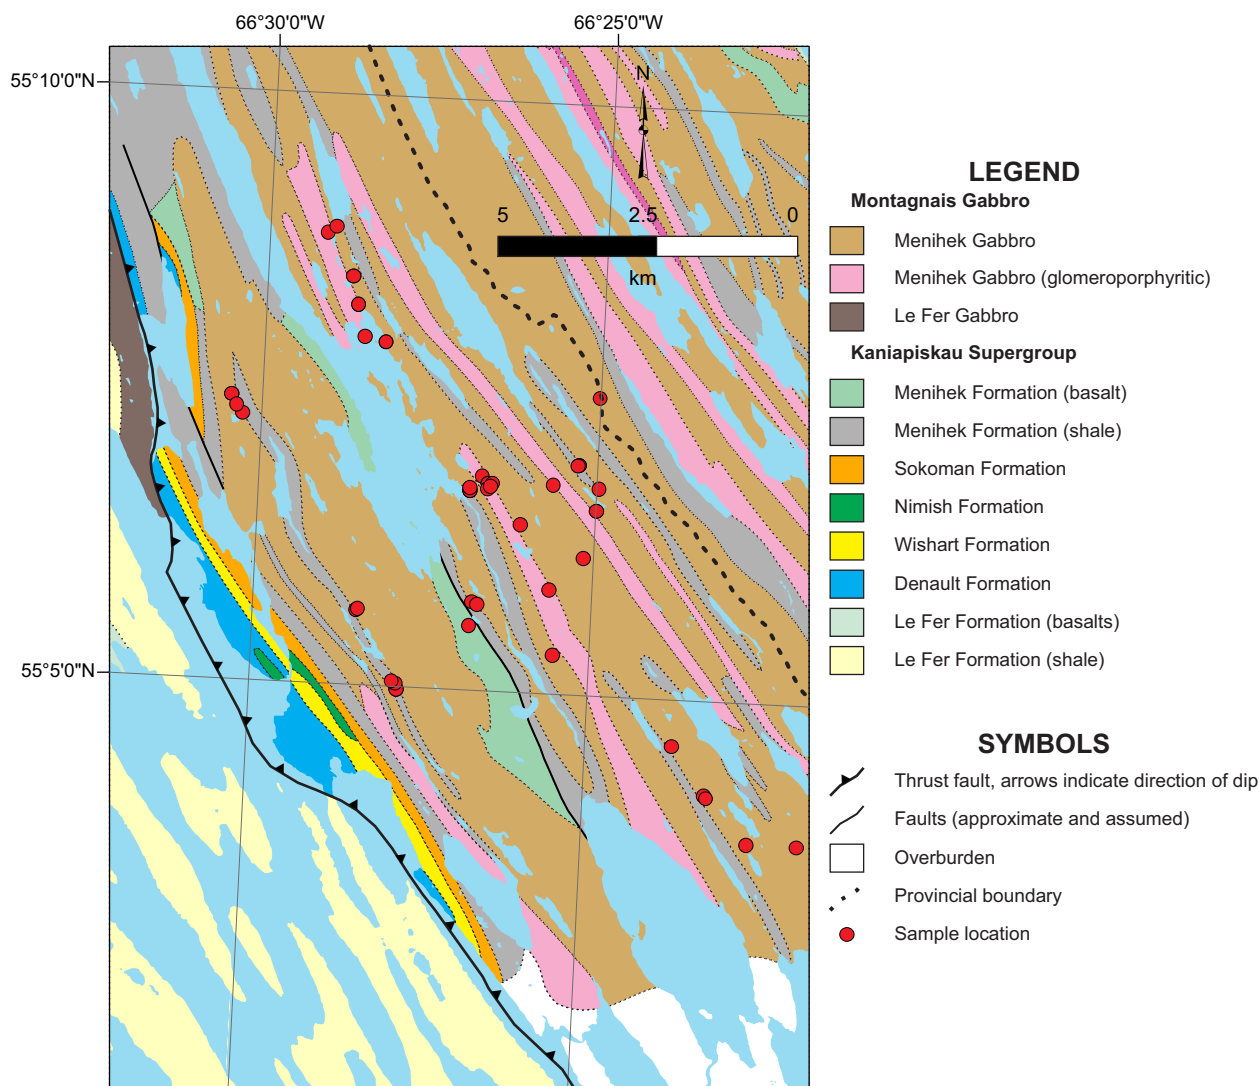 66°30'0"W 66°25'0"W
55°10'0"N
N
5 2.5 0
km
55°5'0"N
LEGEND
Montagnais Gabbro
Menihek Gabbro
Menihek Gabbro (glomeroporphyritic)
Le Fer Gabbro
Kaniapiskau Supergroup
Menihek Formation (basalt)
Menihek Formation (shale)
Sokoman Formation
Nimish Formation
Wishart Formation
Denault Formation
Le Fer Formation (basalts)
Le Fer Formation (shale)
SYMBOLS
Thrust fault, arrows indicate direction of dip
Faults (approximate and assumed)
Overburden
Provincial boundary
Sample location